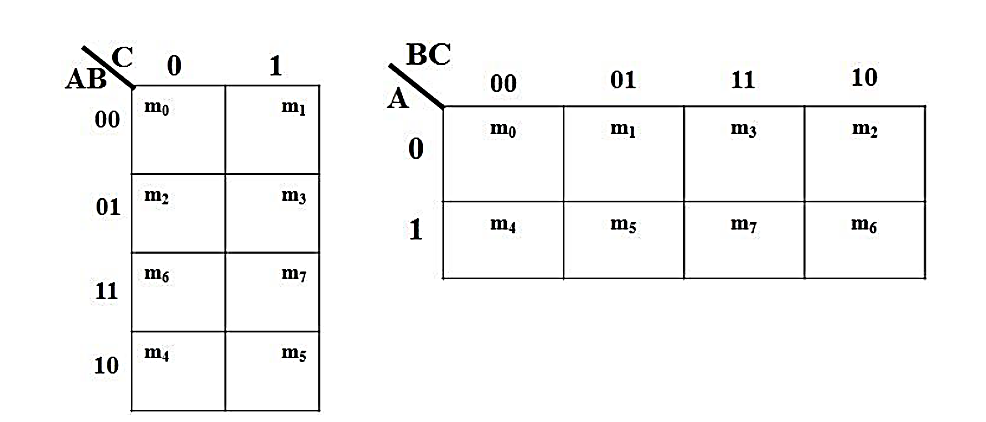 C 0 1
AB
00 m₀ m₁
01 m₂ m₃
11 m₆ m₇
10 m₄ m₅
BC
A 00 01 11 10
0 m₀ m₁ m₃ m₂
1 m₄ m₅ m₇ m₆